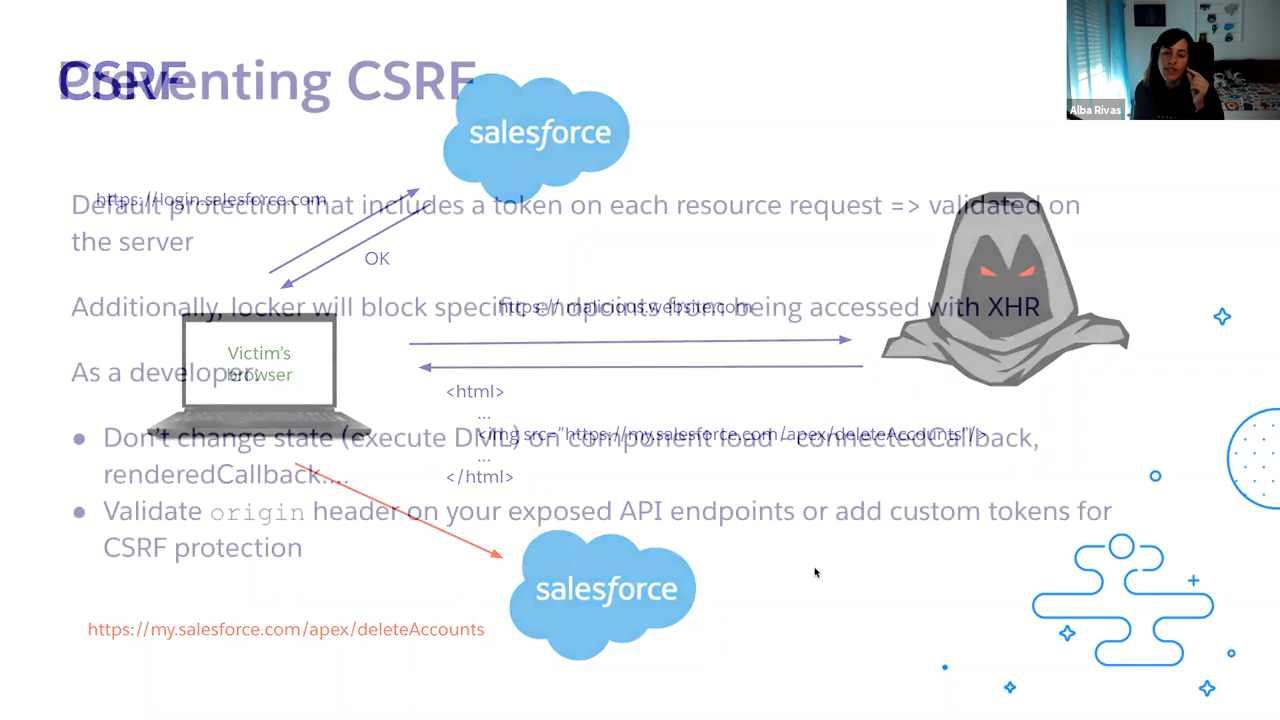 CSRF
Preventing CSRF
Alba Rivas
salesforce
https://login.salesforce.com
Default protection that includes a token on each resource request => validated on
the server
OK
Additionally, locker will block specific endpoints from being accessed with XHR
https:// malicious.website.com
Victim's
browser
As a developer:
<html>
...
<img src="https://my.salesforce.com/apex/deleteAccounts"/>
...
</html>
● Don't change state (execute DML) on component load - connectedCallback,
renderedCallback....
● Validate origin header on your exposed API endpoints or add custom tokens for
CSRF protection
salesforce
https://my.salesforce.com/apex/deleteAccounts